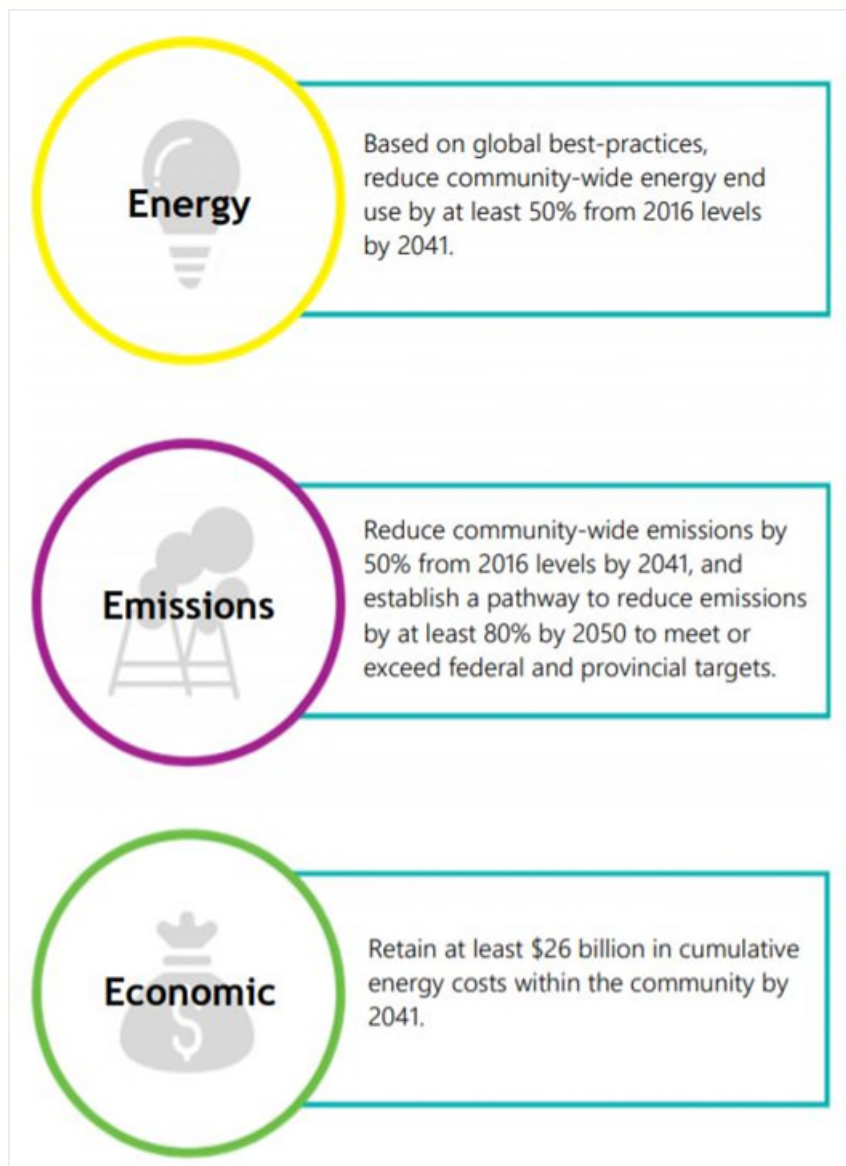 Energy
Based on global best-practices,
reduce community-wide energy end
use by at least 50% from 2016 levels
by 2041.
Emissions
Reduce community-wide emissions by
50% from 2016 levels by 2041, and
establish a pathway to reduce emissions
by at least 80% by 2050 to meet or
exceed federal and provincial targets.
Economic
$
Retain at least $26 billion in cumulative
energy costs within the community by
2041.